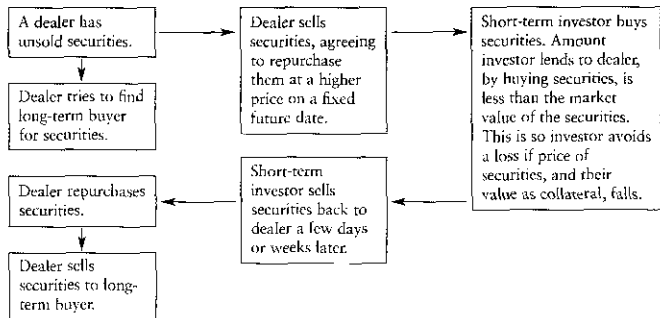 A dealer has
unsold securities.
Dealer tries to find
long-term buyer
for securities.
Dealer sells
securities, agreeing
to repurchase
them at a higher
price on a fixed
future date.
Short-term investor buys
securities. Amount
investor lends to dealer,
by buying securities, is
less than the market
value of the securities.
This is so investor avoids
a loss if price of
securities, and their
value as collateral, falls.
Short-term
investor sells
securities back to
dealer a few days
or weeks later.
Dealer repurchases
securities.
Dealer sells
securities to long-
term buyer.